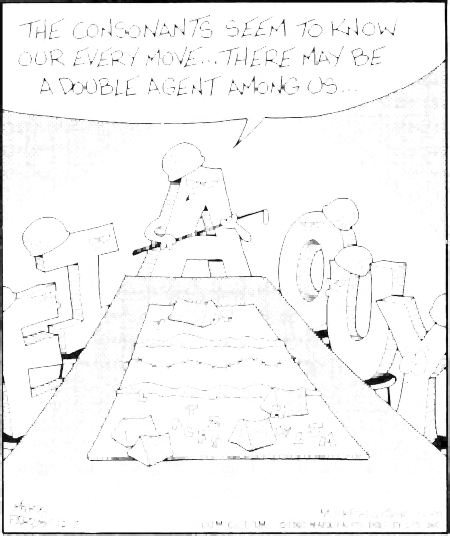 THE CONSONANTS SEEM TO KNOW
OUR EVERY MOVE... THERE MAY BE
A DOUBLE AGENT AMONG US...
A
E
I
O
U
Y